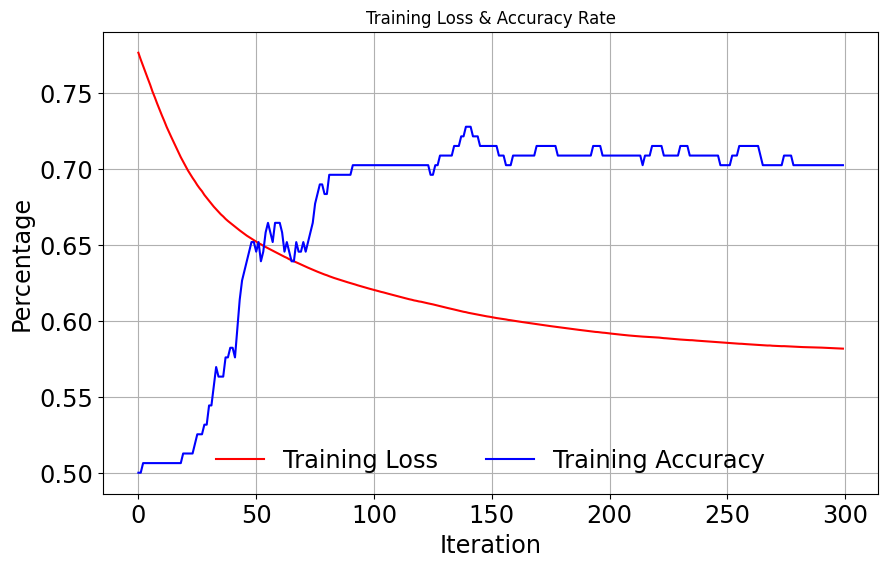 Training Loss & Accuracy Rate
Percentage
0.75
0.70
0.65
0.60
0.55
0.50
Training Loss Training Accuracy
0 50 100 150 200 250 300
Iteration